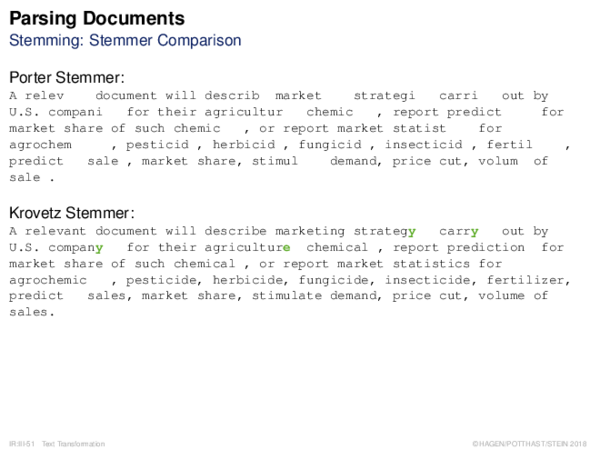 Parsing Documents
Stemming: Stemmer Comparison
Porter Stemmer:
A relev document will describ market strategi carri out by
U.S. compani for their agricultur chemic , report predict for
market share of such chemic , or report market statist for
agrochem , pesticid , herbicid , fungicid , insecticid , fertil ,
predict sale , market share, stimul demand, price cut, volum of
sale .
Krovetz Stemmer:
A relevant document will describe marketing strategy carry out by
U.S. company for their agriculture chemical , report prediction for
market share of such chemical , or report market statistics for
agrochemic , pesticide, herbicide, fungicide, insecticide, fertilizer,
predict sales, market share, stimulate demand, price cut, volume of
sales.
IR:III-51 Text Transformation ©HAGEN/POTTHAST/STEIN 2018